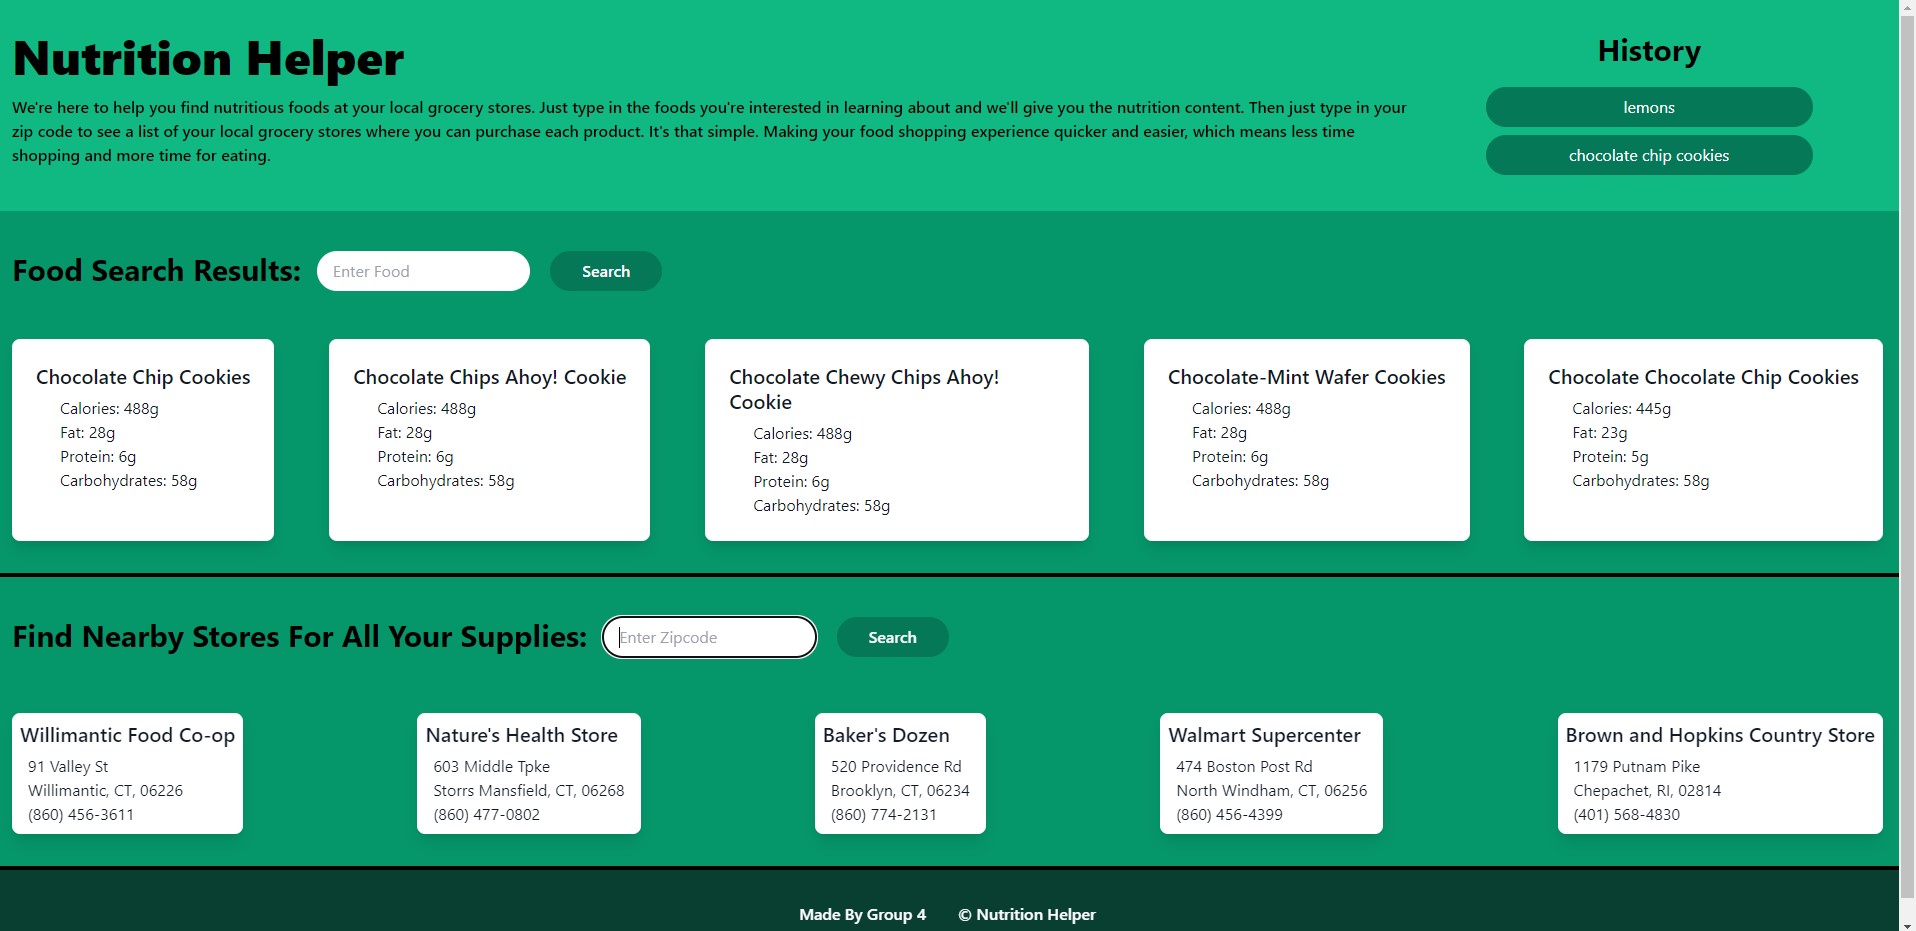 Nutrition Helper
We're here to help you find nutritious foods at your local grocery stores. Just type in the foods you're interested in learning about and we'll give you the nutrition content. Then just type in your
zip code to see a list of your local grocery stores where you can purchase each product. It's that simple. Making your food shopping experience quicker and easier, which means less time
shopping and more time for eating.
History
lemons
chocolate chip cookies
Food Search Results:
Enter Food
Search
Chocolate Chip Cookies
Calories: 488g
Fat: 28g
Protein: 6g
Carbohydrates: 58g
Chocolate Chips Ahoy! Cookie
Calories: 488g
Fat: 28g
Protein: 6g
Carbohydrates: 58g
Chocolate Chewy Chips Ahoy!
Cookie
Calories: 488g
Fat: 28g
Protein: 6g
Carbohydrates: 58g
Chocolate-Mint Wafer Cookies
Calories: 488g
Fat: 28g
Protein: 6g
Carbohydrates: 58g
Chocolate Chocolate Chip Cookies
Calories: 445g
Fat: 23g
Protein: 5g
Carbohydrates: 58g
Find Nearby Stores For All Your Supplies:
Enter Zipcode
Search
Willimantic Food Co-op
91 Valley St
Willimantic, CT, 06226
(860) 456-3611
Nature's Health Store
603 Middle Tpke
Storrs Mansfield, CT, 06268
(860) 477-0802
Baker's Dozen
520 Providence Rd
Brooklyn, CT, 06234
(860) 774-2131
Walmart Supercenter
474 Boston Post Rd
North Windham, CT, 06256
(860) 456-4399
Brown and Hopkins Country Store
1179 Putnam Pike
Chepachet, RI, 02814
(401) 568-4830
Made By Group 4
© Nutrition Helper